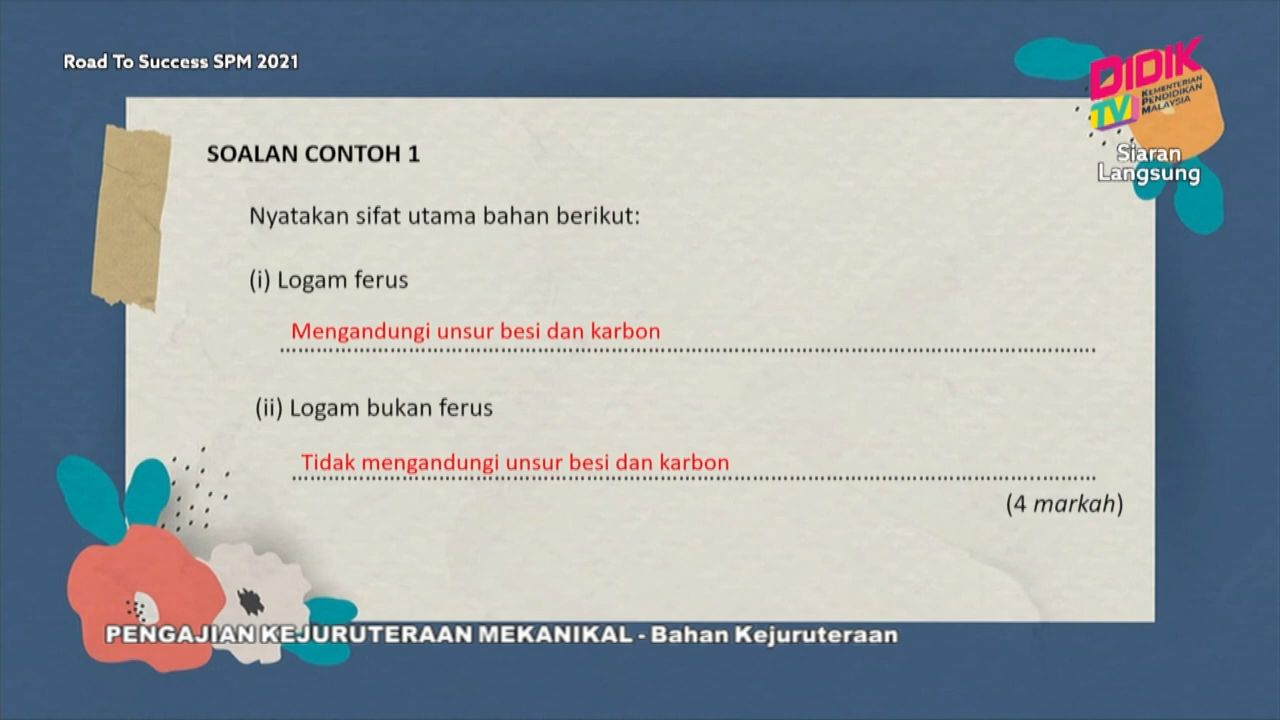 Road To Success SPM 2021
DIDIK
TV
KEMENTERIAN
PENDIDIKAN
MALAYSIA
Siaran
Langsung
SOALAN CONTOH 1
Nyatakan sifat utama bahan berikut:
(i) Logam ferus
Mengandungi unsur besi dan karbon
(ii) Logam bukan ferus
Tidak mengandungi unsur besi dan karbon
(4 markah)
PENGAJIAN KEJURUTERAAN MEKANIKAL - Bahan Kejuruteraan